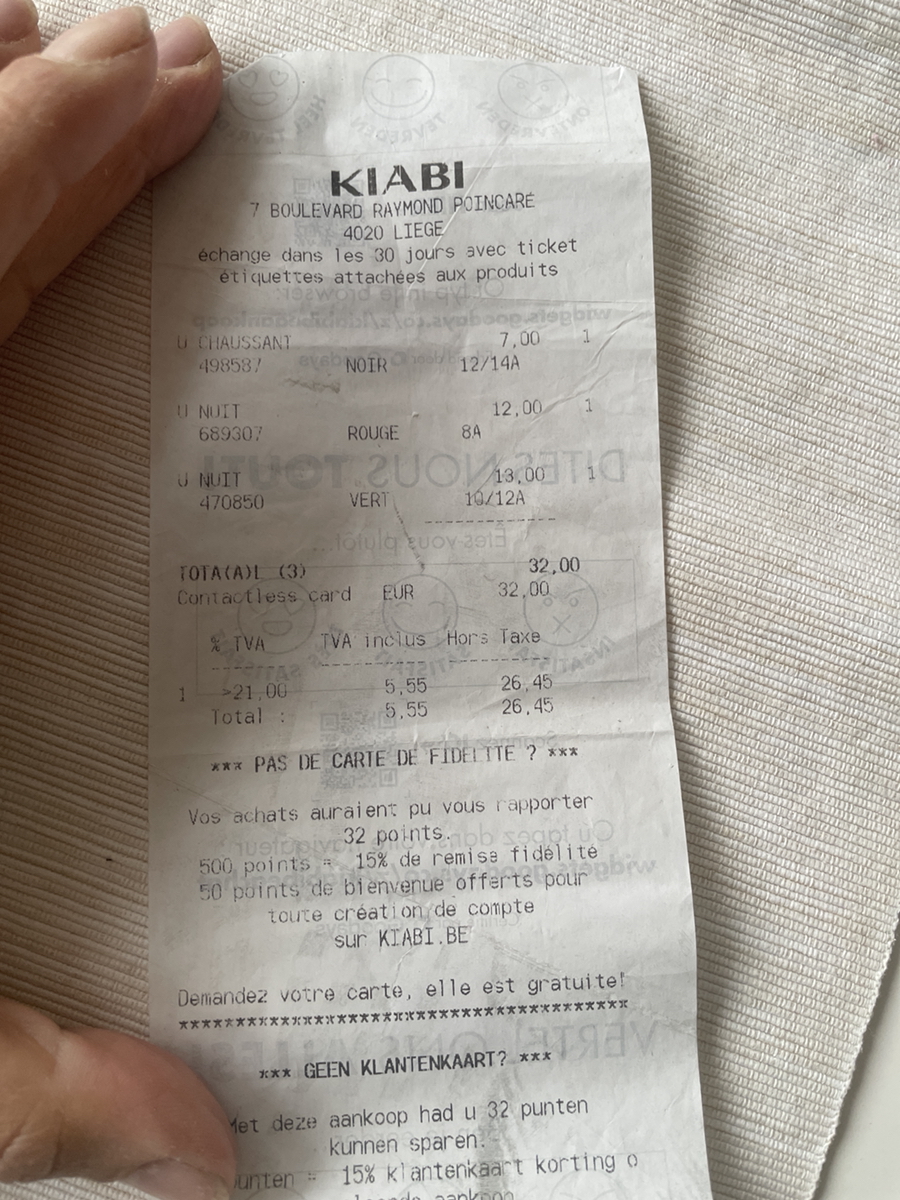 KIABI
7 BOULEVARD RAYMOND POINCARÉ
4020 LIEGE
échange dans les 30 jours avec ticket
étiquettes attachées aux produits
U CHAUSSANT 7,00 1
498587 NOIR 12/14A
U NUIT 12,00 1
689307 ROUGE 8A
U NUIT 13,00 1
470850 VERT 10/12A
TOTA(A)L (3) 32,00
Contactless card EUR 32,00
% TVA TVA inclus Hors Taxe
1 >21,00 5,55 26,45
Total : 5,55 26,45
*** PAS DE CARTE DE FIDELITE ? ***
Vos achats auraient pu vous rapporter
32 points.
500 points = 15% de remise fidélité
50 points de bienvenue offerts pour
toute création de compte
sur KIABI.BE
Demandez votre carte, elle est gratuite!
****************************************
*** GEEN KLANTENKAART? ***
Met deze aankoop had u 32 punten
kunnen sparen.
punten = 15% klantenkaart korting o
aankoop